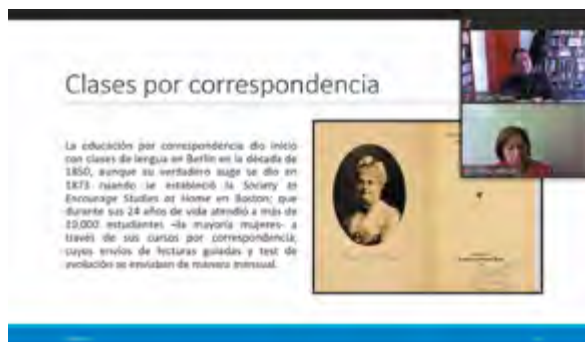 Clases por correspondencia
La educación por correspondencia dio inicio
con clases de lengua en Berlín en la década de
1850, aunque su verdadero auge se dio en
1873 cuando se estableció la Society to
Encourage Studies at Home en Boston; que
durante sus 24 años de vida atendió a más de
10,000 estudiantes -la mayoría mujeres- a
través de sus cursos por correspondencia,
cuyos envíos de lecturas guiadas y test de
evolución se enviaban de manera mensual.